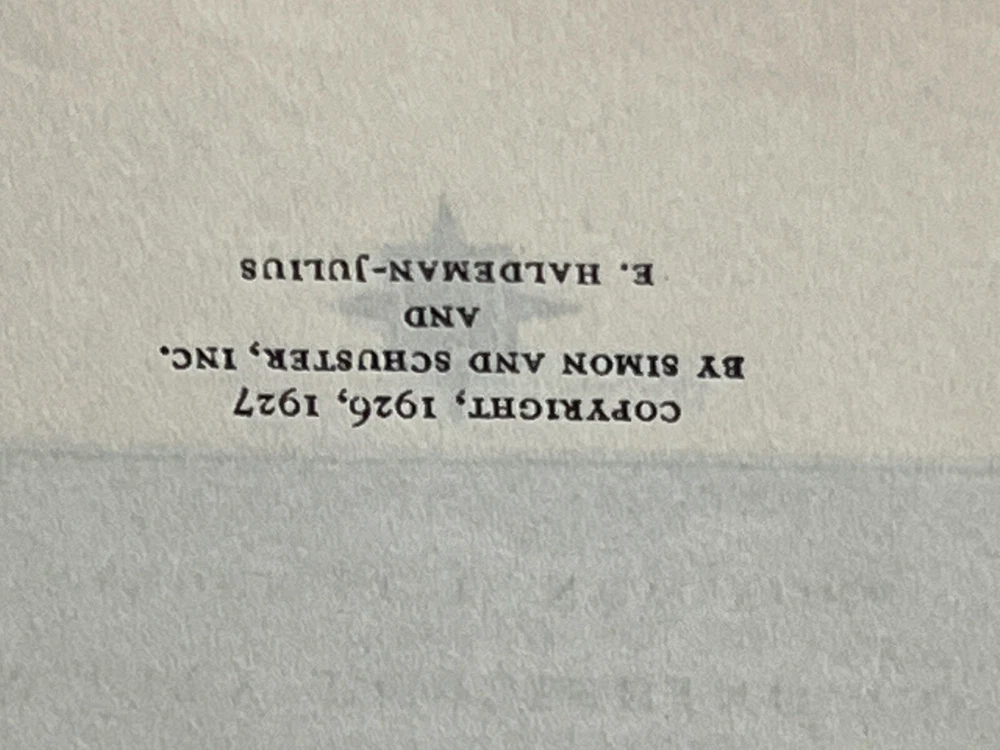 COPYRIGHT, 1926, 1927
BY SIMON AND SCHUSTER, INC.
AND
E. HALDEMAN-JULIUS